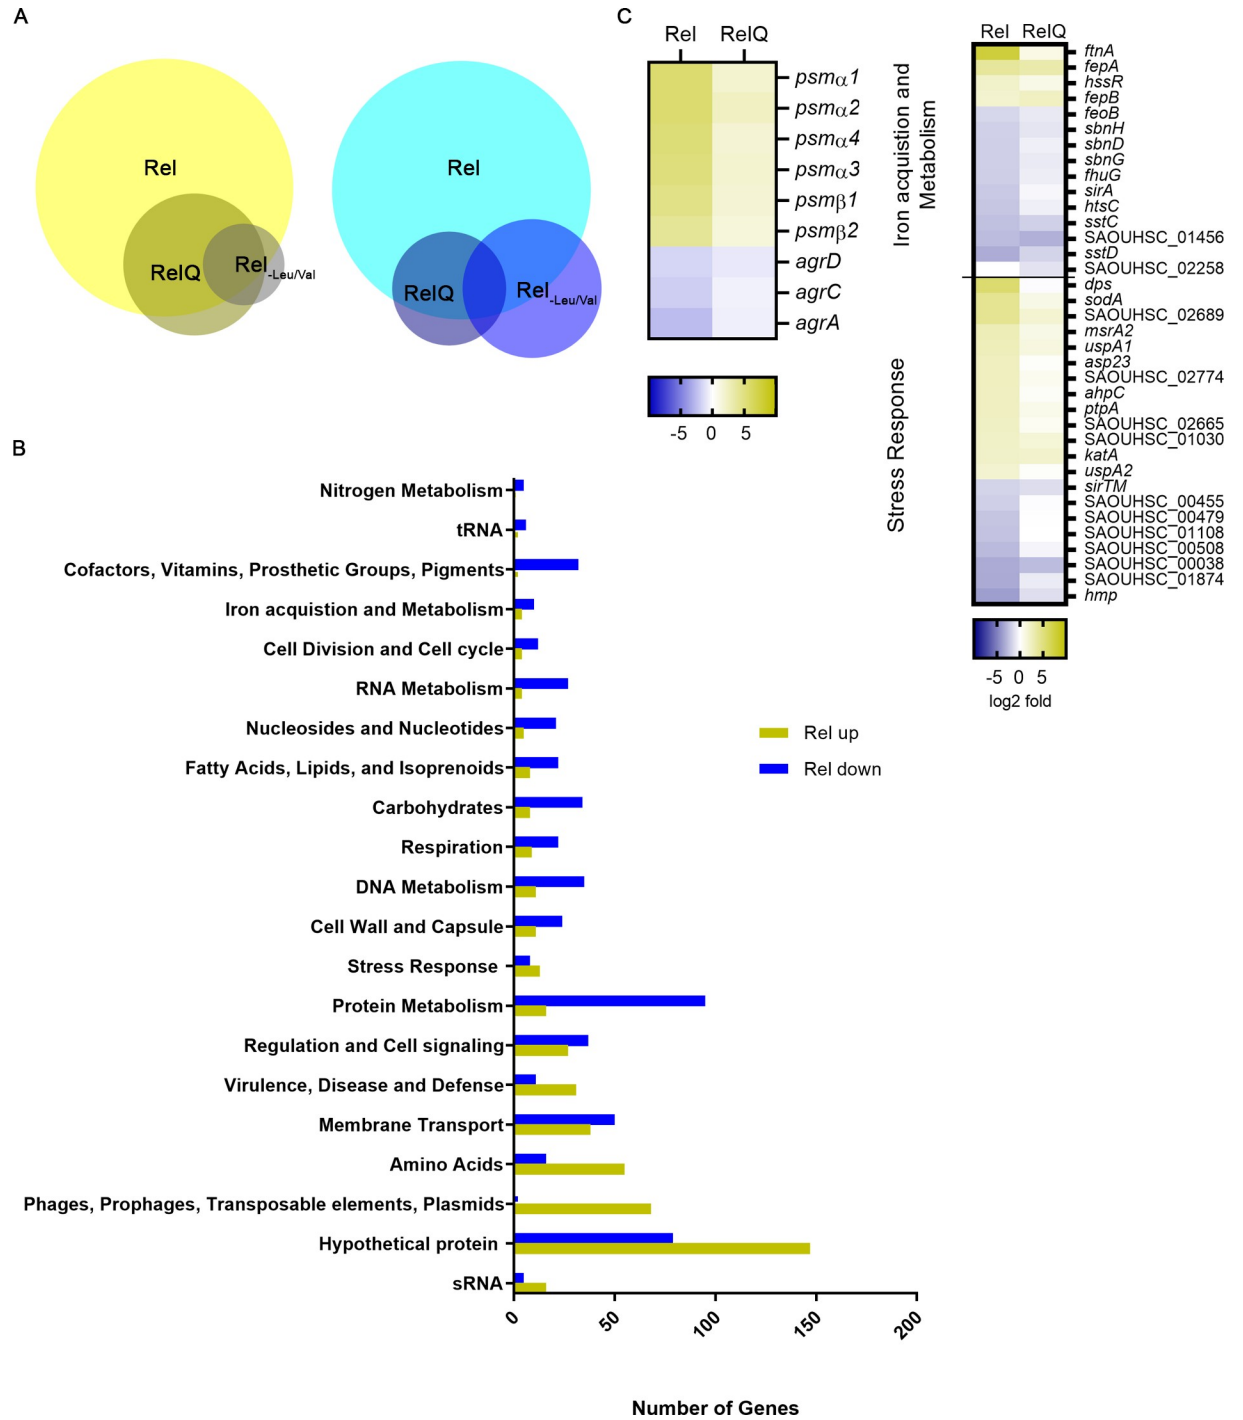 A
Rel
RelQ
Rel-Leu/Val
Rel
RelQ
Rel-Leu/Val
C
Rel RelQ
psmα1
psmα2
psmα4
psmα3
psmβ1
psmβ2
agrD
agrC
agrA
-5 0 5
Iron acquistion and
Metabolism
Stress Response
Rel RelQ
ftnA
fepA
hssR
fepB
feoB
sbnH
sbnD
sbnG
fhuG
sirA
htsC
sstC
SAOUHSC_01456
sstD
SAOUHSC_02258
dps
sodA
SAOUHSC_02689
msrA2
uspA1
asp23
SAOUHSC_02774
ahpC
ptpA
SAOUHSC_02665
SAOUHSC_01030
katA
uspA2
sirTM
SAOUHSC_00455
SAOUHSC_00479
SAOUHSC_01108
SAOUHSC_00508
SAOUHSC_00038
SAOUHSC_01874
hmp
-5 0 5
log2 fold
B
Nitrogen Metabolism
tRNA
Cofactors, Vitamins, Prosthetic Groups, Pigments
Iron acquistion and Metabolism
Cell Division and Cell cycle
RNA Metabolism
Nucleosides and Nucleotides
Fatty Acids, Lipids, and Isoprenoids
Carbohydrates
Respiration
DNA Metabolism
Cell Wall and Capsule
Stress Response
Protein Metabolism
Regulation and Cell signaling
Virulence, Disease and Defense
Membrane Transport
Amino Acids
Phages, Prophages, Transposable elements, Plasmids
Hypothetical protein
sRNA
Rel up
Rel down
0 50 100 150 200
Number of Genes